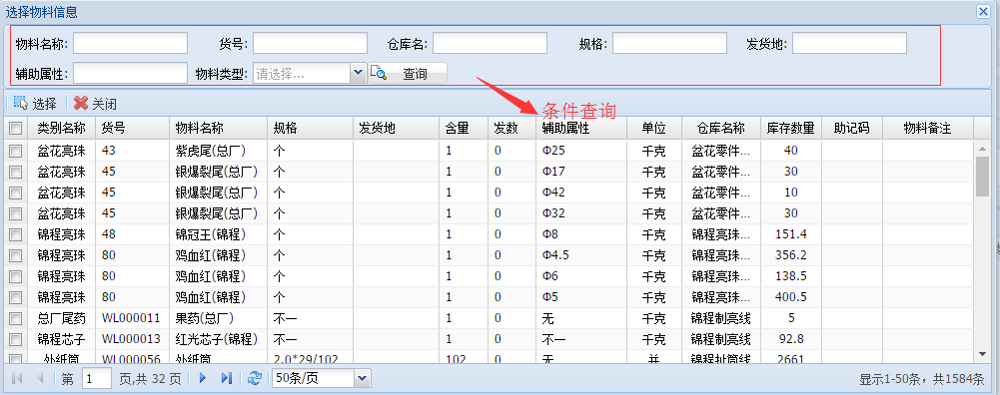 选择物料信息
物料名称: 货号: 仓库名: 规格: 发货地:
辅助属性: 物料类型: 请选择... 查询
选择 关闭 条件查询
类别名称 货号 物料名称 规格 发货地 含量 发数 辅助属性 单位 仓库名称 库存数量 助记码 物料备注
盆花亮珠 43 紫虎尾(总厂) 个 1 0 Φ25 千克 盆花零件... 40
盆花亮珠 45 银爆裂尾(总厂) 个 1 0 Φ17 千克 盆花零件... 30
盆花亮珠 45 银爆裂尾(总厂) 个 1 0 Φ42 千克 盆花零件... 10
盆花亮珠 45 银爆裂尾(总厂) 个 1 0 Φ32 千克 盆花零件... 30
锦程亮珠 48 锦冠王(锦程) 个 1 0 Φ8 千克 锦程亮珠... 151.4
锦程亮珠 80 鸡血红(锦程) 个 1 0 Φ4.5 千克 锦程亮珠... 356.2
锦程亮珠 80 鸡血红(锦程) 个 1 0 Φ6 千克 锦程亮珠... 138.5
锦程亮珠 80 鸡血红(锦程) 个 1 0 Φ5 千克 锦程亮珠... 400.5
总厂尾药 WL000011 果药(总厂) 不一 1 0 无 千克 锦程制亮线 5
锦程芯子 WL000013 红光芯子(锦程) 不一 1 0 不一 千克 锦程制亮线 92.8
外纸筒 WL000056 外纸筒 2.0*29/102 102 0 无 并 锦程扯筒线 2661
第 1 页,共 32 页 50条/页 显示1-50条，共1584条